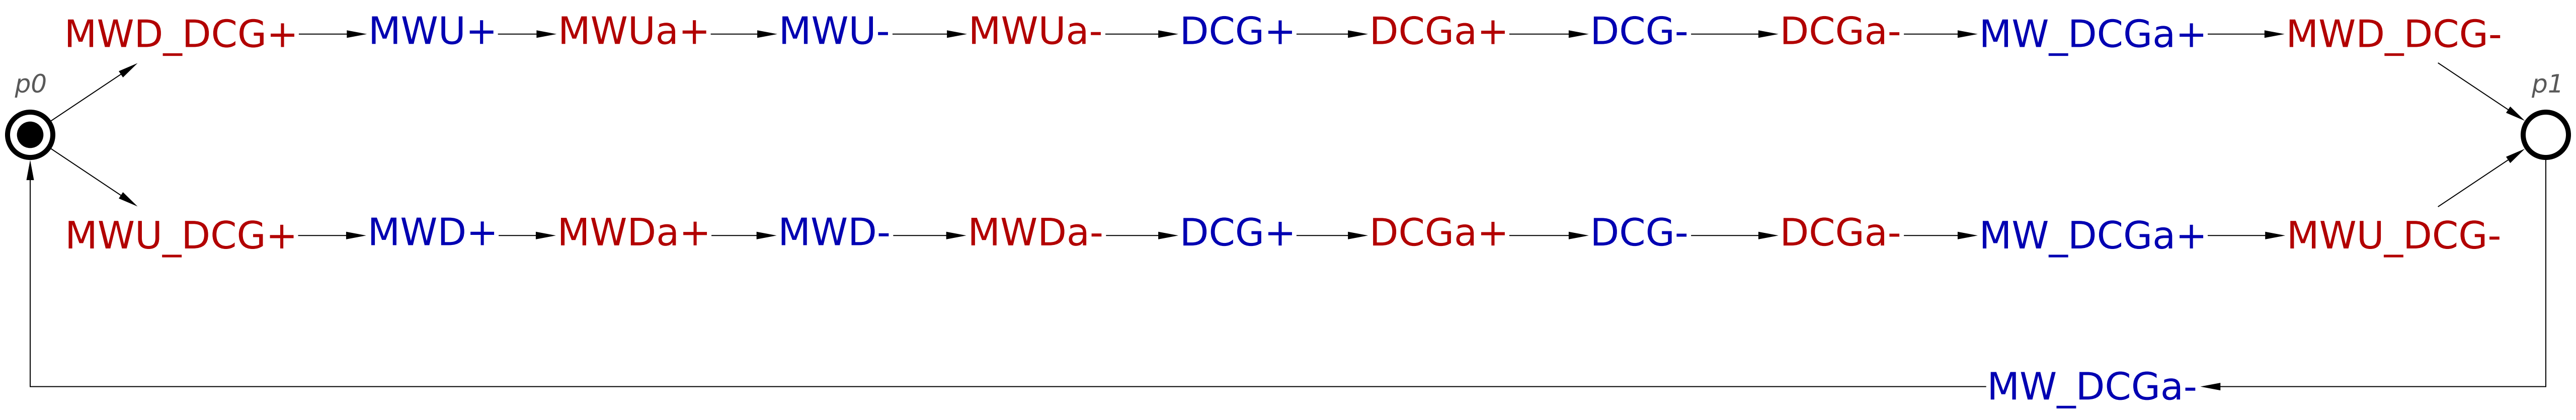 MWD_DCG+ MWU+ MWUa+ MWU- MWUa- DCG+ DCGa+ DCG- DCGa- MW_DCGa+ MWD_DCG-
p0 p1
MWU_DCG+ MWD+ MWDa+ MWD- MWDa- DCG+ DCGa+ DCG- DCGa- MW_DCGa+ MWU_DCG-
MW_DCGa-